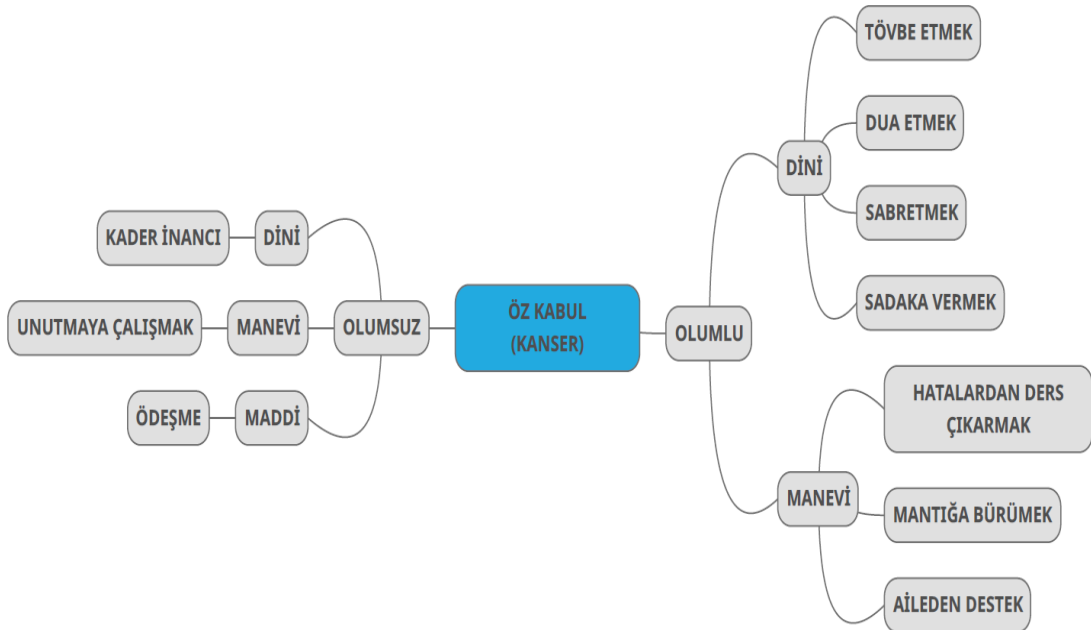 TÖVBE ETMEK
DUA ETMEK
DİNİ
SABRETMEK
SADAKA VERMEK
KADER İNANCI
DİNİ
UNUTMAYA ÇALIŞMAK
MANEVİ
OLUMSUZ
ÖZ KABUL
(KANSER)
OLUMLU
ÖDEŞME
MADDİ
HATALARDAN DERS
ÇIKARMAK
MANEVİ
MANTIĞA BÜRÜMEK
AİLEDEN DESTEK